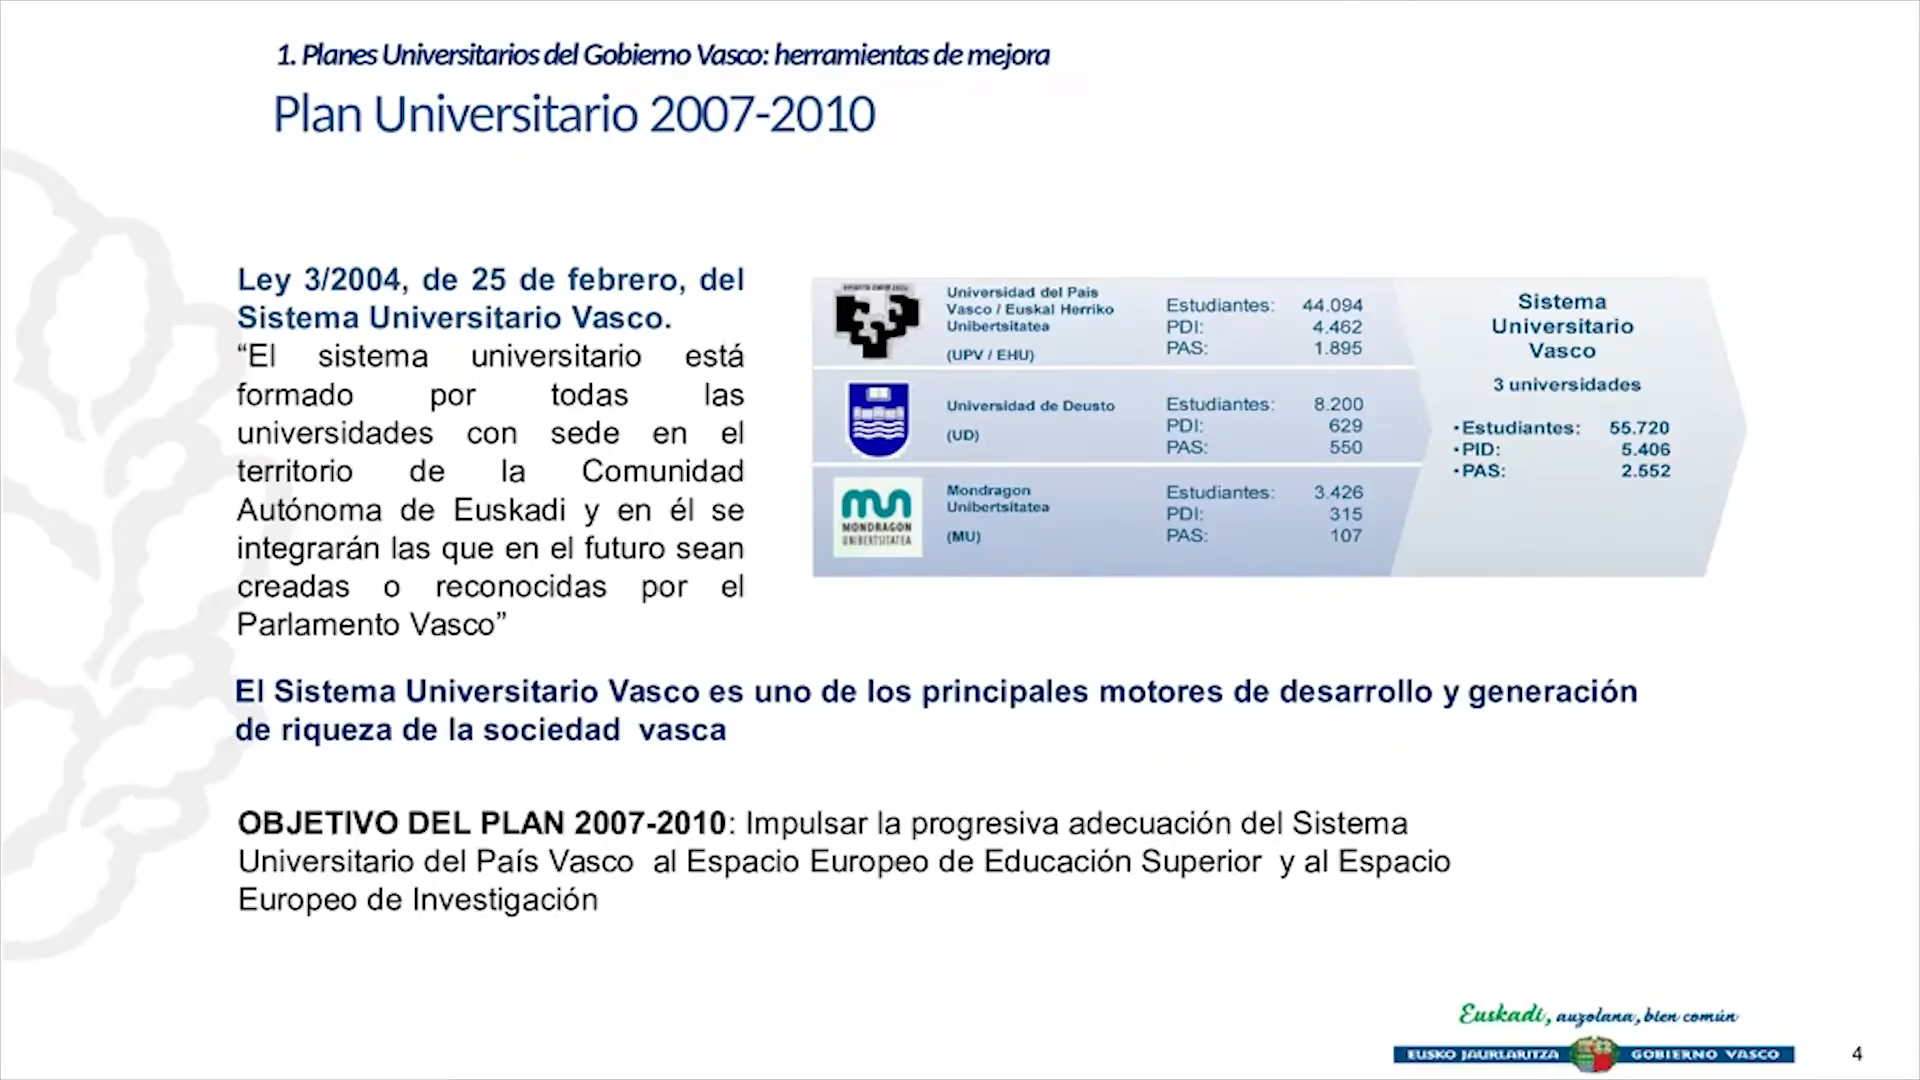 1. Planes Universitarios del Gobierno Vasco: herramientas de mejora
Plan Universitario 2007-2010
Ley 3/2004, de 25 de febrero, del
Sistema Universitario Vasco.
“El sistema universitario está
formado por todas las
universidades con sede en el
territorio de la Comunidad
Autónoma de Euskadi y en él se
integrarán las que en el futuro sean
creadas o reconocidas por el
Parlamento Vasco”
Universidad del Pais
Vasco / Euskal Herriko
Unibertsitatea
(UPV / EHU)
Estudiantes: 44.094
PDI: 4.462
PAS: 1.895
Universidad de Deusto
(UD)
Estudiantes: 8.200
PDI: 629
PAS: 550
MONDRAGON
UNIBERTSITATEA
Mondragon
Unibertsitatea
(MU)
Estudiantes: 3.426
PDI: 315
PAS: 107
Sistema
Universitario
Vasco
3 universidades
•Estudiantes: 55.720
•PID: 5.406
•PAS: 2.552
El Sistema Universitario Vasco es uno de los principales motores de desarrollo y generación
de riqueza de la sociedad vasca
OBJETIVO DEL PLAN 2007-2010: Impulsar la progresiva adecuación del Sistema
Universitario del País Vasco al Espacio Europeo de Educación Superior y al Espacio
Europeo de Investigación
Euskadi, auzolana, bien común
EUSKO JAURLARITZA GOBIERNO VASCO
4